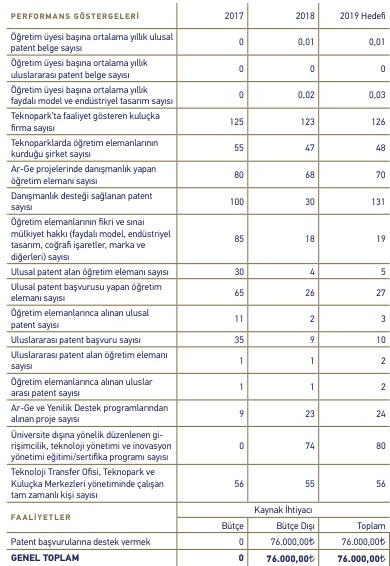 PERFORMANS GÖSTERGELERİ 2017 2018 2019 Hedefi
Öğretim üyesi başına ortalama yıllık ulusal
patent belge sayısı 0 0,01 0,01
Öğretim üyesi başına ortalama yıllık
uluslararası patent belge sayısı 0 0 0
Öğretim üyesi başına ortalama yıllık
faydalı model ve endüstriyel tasarım sayısı 0 0,02 0,03
Teknopark'ta faaliyet gösteren kuluçka
firma sayısı 125 123 126
Teknoparklarda öğretim elemanlarının
kurduğu şirket sayısı 55 47 48
Ar-Ge projelerinde danışmanlık yapan
öğretim elemanı sayısı 80 68 70
Danışmanlık desteği sağlanan patent
sayısı 100 30 131
Öğretim elemanlarının fikri ve sınai
mülkiyet hakkı (faydalı model, endüstriyel
tasarım, coğrafi işaretler, marka ve
diğerleri) sayısı 85 18 19
Ulusal patent alan öğretim elemanı sayısı 30 4 5
Ulusal patent başvurusu yapan öğretim
elemanı sayısı 65 26 27
Öğretim elemanlarınca alınan ulusal
patent sayısı 11 2 3
Uluslararası patent başvuru sayısı 35 9 10
Uluslararası patent alan öğretim elemanı
sayısı 1 1 2
Öğretim elemanlarınca alınan uluslar
arası patent sayısı 1 1 2
Ar-Ge ve Yenilik Destek programlarından
alınan proje sayısı 9 23 24
Üniversite dışına yönelik düzenlenen gi-
rişimcilik, teknoloji yönetimi ve inovasyon
yönetimi eğitimi/sertifika programı sayısı 0 74 80
Teknoloji Transfer Ofisi, Teknopark ve
Kuluçka Merkezleri yönetiminde çalışan
tam zamanlı kişi sayısı 56 55 56
FAALİYETLER Kaynak İhtiyacı
Bütçe Bütçe Dışı Toplam
Patent başvurularına destek vermek 0 76.000,00₺ 76.000,00₺
GENEL TOPLAM 0 76.000,00₺ 76.000,00₺